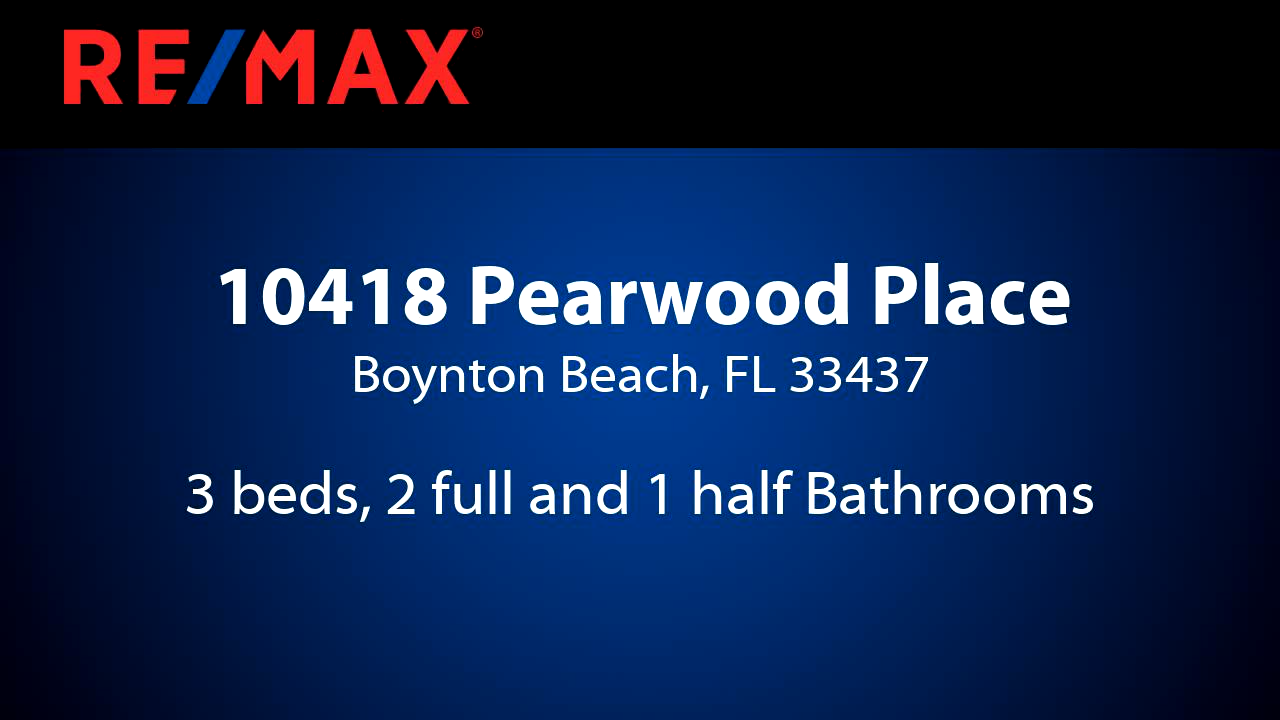 RE/MAX®
10418 Pearwood Place
Boynton Beach, FL 33437
3 beds, 2 full and 1 half Bathrooms